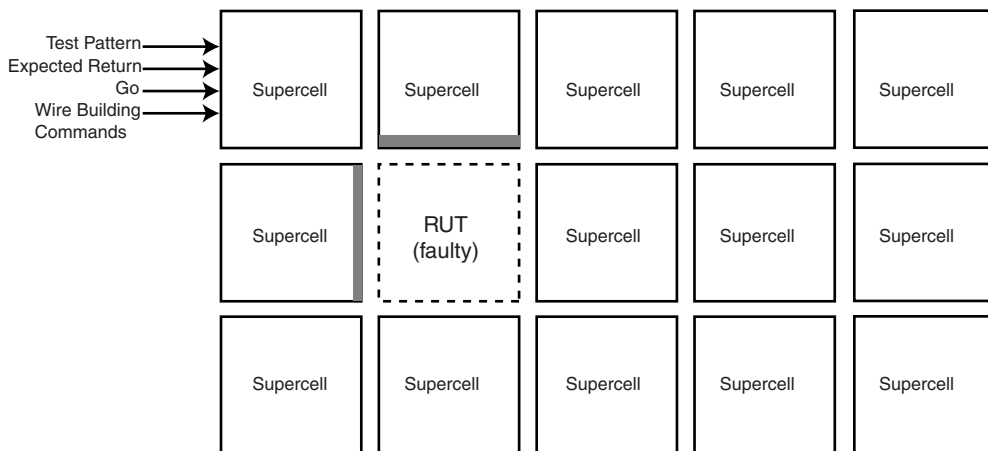 Test Pattern
Expected Return
Go
Wire Building
Commands
Supercell
Supercell
Supercell
Supercell
Supercell
Supercell
RUT
(faulty)
Supercell
Supercell
Supercell
Supercell
Supercell
Supercell
Supercell
Supercell